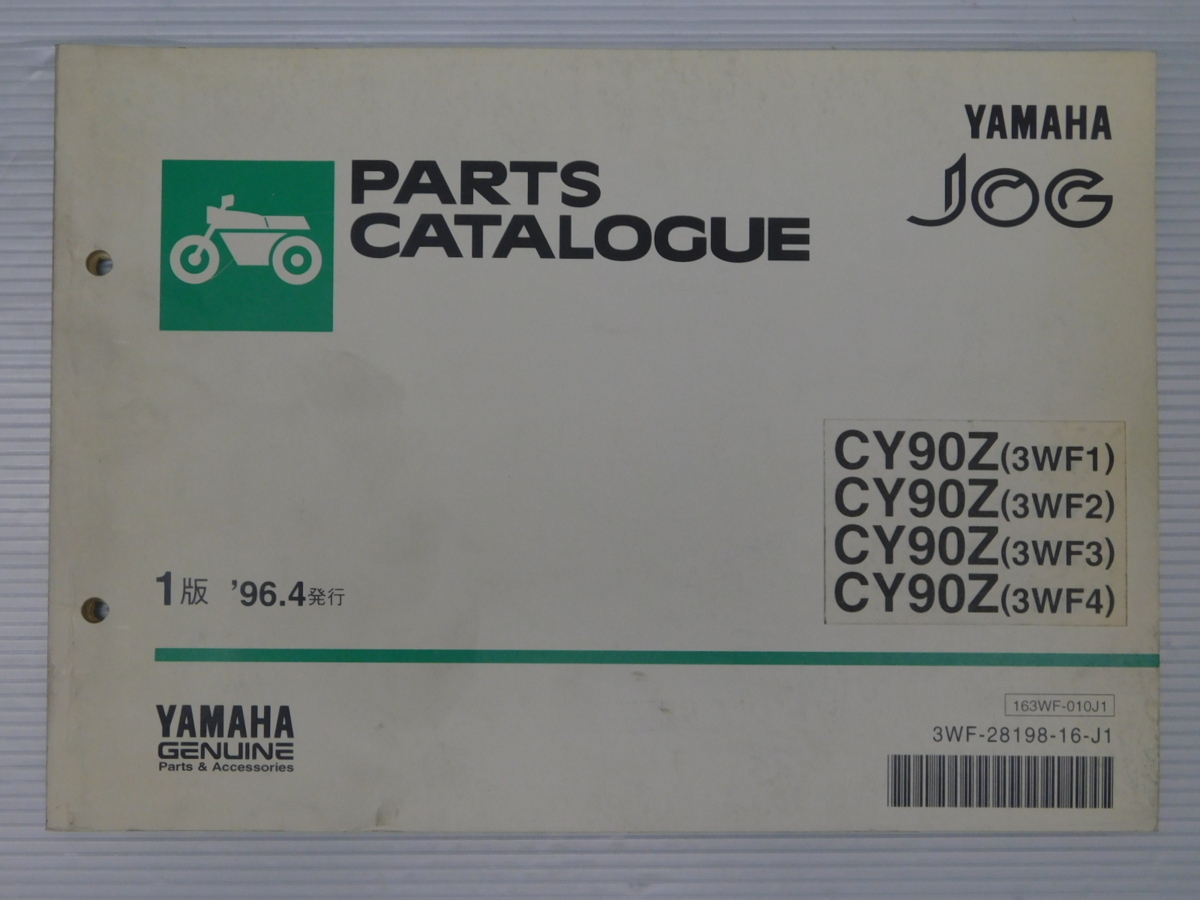 YAMAHA
JOG
PARTS
CATALOGUE
CY90Z(3WF1)
CY90Z(3WF2)
CY90Z(3WF3)
CY90Z(3WF4)
1版 '96.4発行
YAMAHA
GENUINE
Parts & Accessories
163WF-010J1
3WF-28198-16-J1